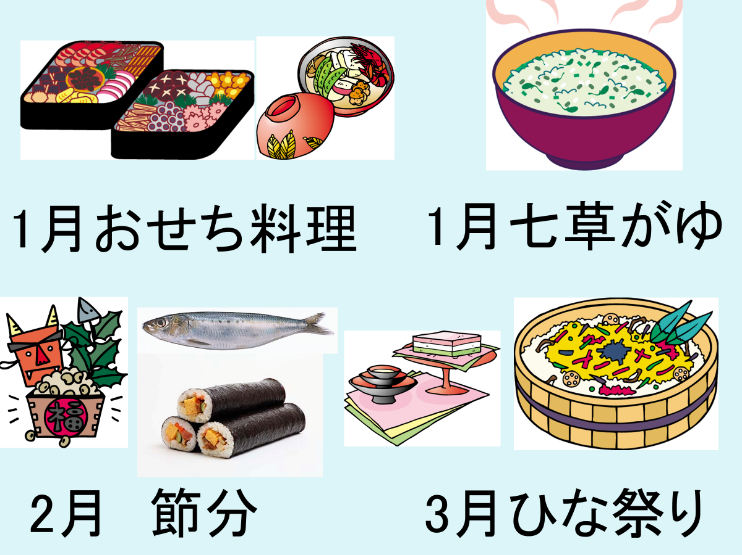 1月おせち料理
1月七草がゆ
福
2月　節分
3月ひな祭り